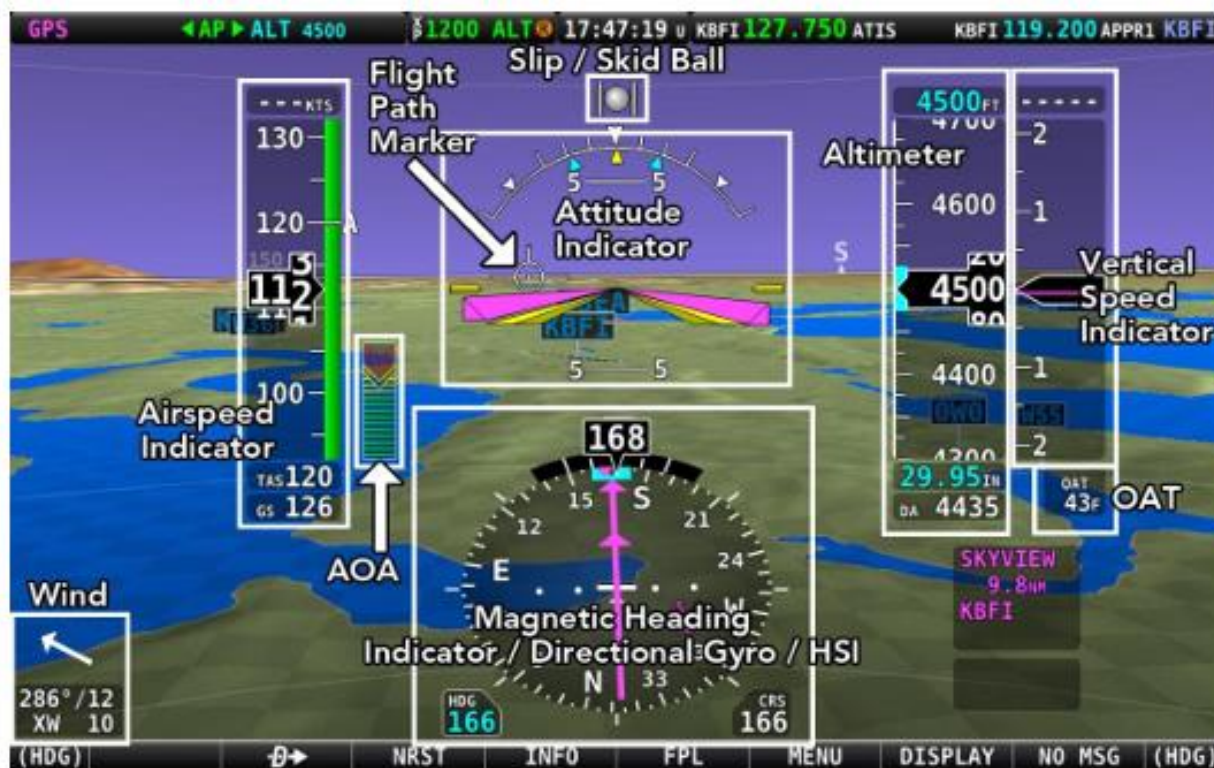 GPS ◀AP▶ ALT 4500 1200 ALT 17:47:19 U KBFI 127.750 ATIS KBFI 119.200 APPR1 KBFI
Slip / Skid Ball
Flight
Path
Marker
---KTS
130
120
A
150
112
100
Airspeed
Indicator
TAS 120
GS 126
AOA
5 5
Attitude
Indicator
KBFI
5 5
S
4500FT -----
4700
Altimeter
4600
20
4500
80
4400
4300
29.95IN
DA 4435
2
1
Vertical
Speed
Indicator
1
2
OAT
43F
OAT
168
15 S 21
12 24
E W
Magnetic Heading
Indicator / Directional Gyro / HSI
N 33
HDG
166
CRS
166
SKYVIEW
9.8NM
KBFI
Wind
286°/12
XW 10
(HDG) D NRST INFO FPL MENU DISPLAY NO MSG (HDG)